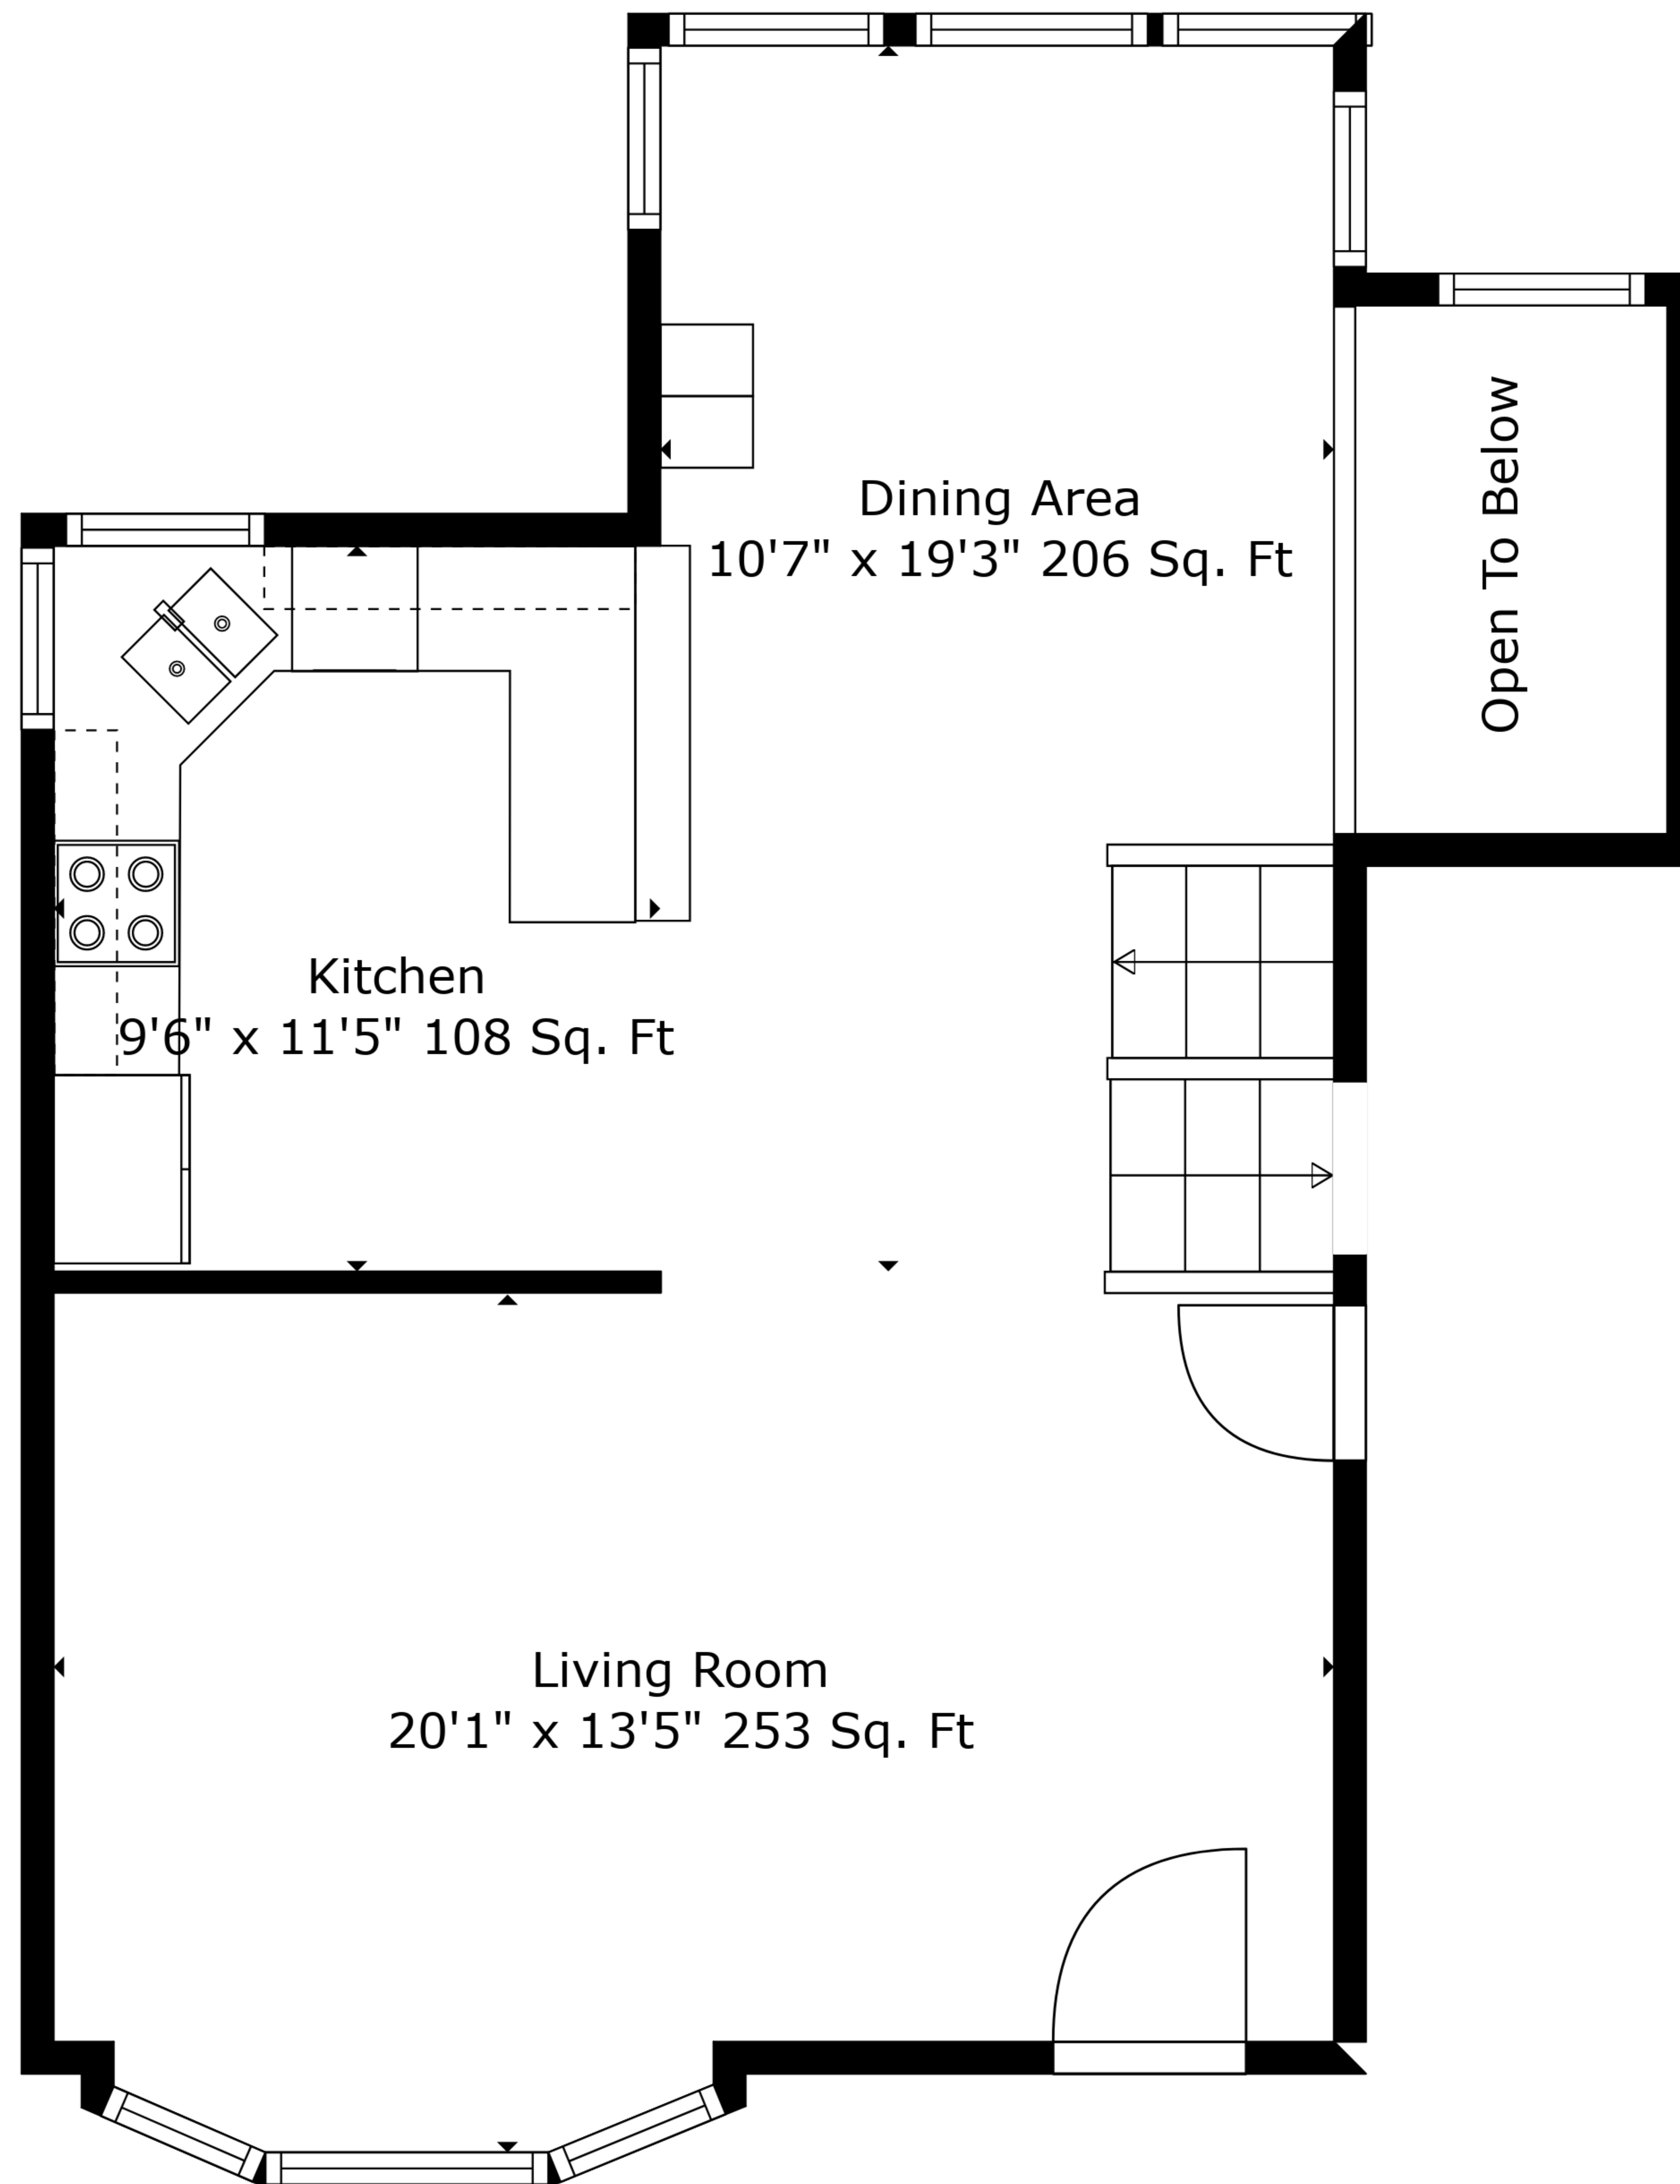 Dining Area
10'7" x 19'3" 206 Sq. Ft
Open To Below
Kitchen
9'6" x 11'5" 108 Sq. Ft
Living Room
20'1" x 13'5" 253 Sq. Ft